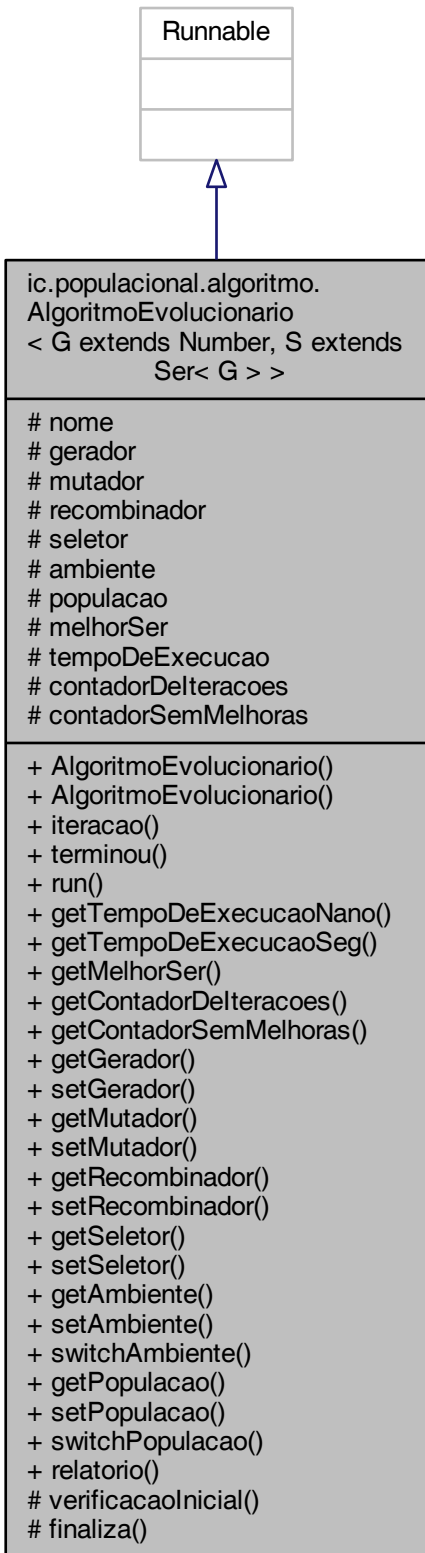 Runnable
ic.populacional.algoritmo.
AlgoritmoEvolucionario
< G extends Number, S extends
Ser< G > >
# nome
# gerador
# mutador
# recombinador
# seletor
# ambiente
# populacao
# melhorSer
# tempoDeExecucao
# contadorDeIteracoes
# contadorSemMelhoras
+ AlgoritmoEvolucionario()
+ AlgoritmoEvolucionario()
+ iteracao()
+ terminou()
+ run()
+ getTempoDeExecucaoNano()
+ getTempoDeExecucaoSeg()
+ getMelhorSer()
+ getContadorDeIteracoes()
+ getContadorSemMelhoras()
+ getGerador()
+ setGerador()
+ getMutador()
+ setMutador()
+ getRecombinador()
+ setRecombinador()
+ getSeletor()
+ setSeletor()
+ getAmbiente()
+ setAmbiente()
+ switchAmbiente()
+ getPopulacao()
+ setPopulacao()
+ switchPopulacao()
+ relatorio()
# verificacaoInicial()
# finaliza()